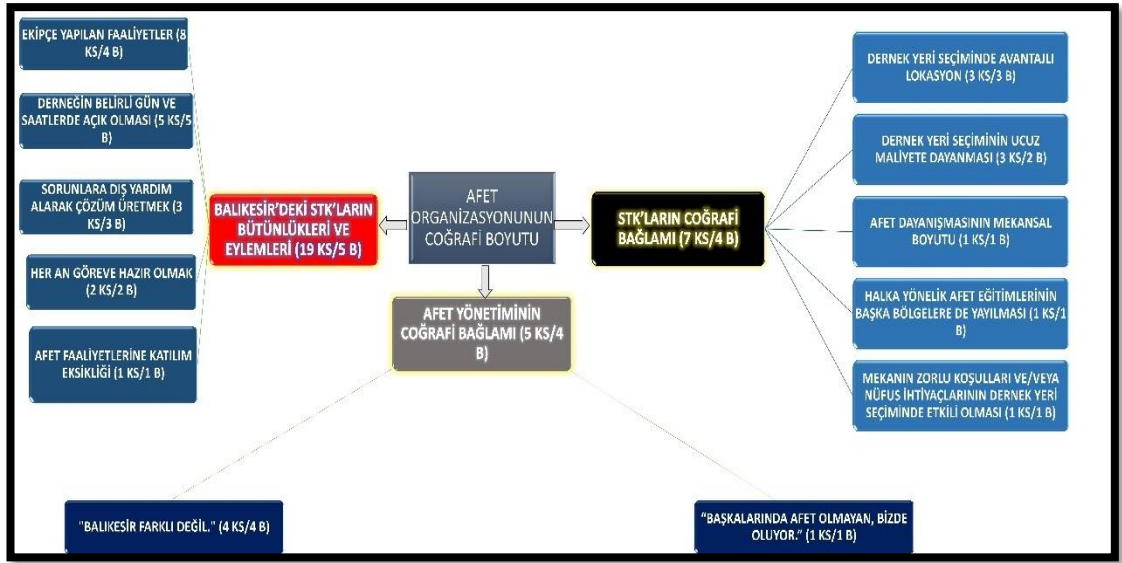 EKİPÇE YAPILAN FAALİYETLER (8
KS/4 B)
DERNEĞİN BELİRLİ GÜN VE
SAATLERDE AÇIK OLMASI (5 KS/5
B)
SORUNLARA DIŞ YARDIM
ALARAK ÇÖZÜM ÜRETMEK (3
KS/3 B)
HER AN GÖREVE HAZIR OLMAK
(2 KS/2 B)
AFET FAALİYETLERİNE KATILIM
EKSİKLİĞİ (1 KS/1 B)
BALIKESİR'DEKİ STK'LARIN
BÜTÜNLÜKLERİ VE
EYLEMLERİ (19 KS/5 B)
AFET
ORGANİZASYONUNUN
COĞRAFİ BOYUTU
STK'LARIN COĞRAFİ
BAĞLAMI (7 KS/4 B)
AFET YÖNETİMİNİN
COĞRAFİ BAĞLAMI (5 KS/4
B)
DERNEK YERİ SEÇİMİNDE AVANTAJLI
LOKASYON (3 KS/3 B)
DERNEK YERİ SEÇİMİNİN UCUZ
MALİYETE DAYANMASI (3 KS/2 B)
AFET DAYANIŞMASININ MEKANSAL
BOYUTU (1 KS/1 B)
HALKA YÖNELİK AFET EĞİTİMLERİNİN
BAŞKA BÖLGELERE DE YAYILMASI (1 KS/1
B)
MEKANIN ZORLU KOŞULLARI VE/VEYA
NÜFUS İHTİYAÇLARININ DERNEK YERİ
SEÇİMİNDE ETKİLİ OLMASI (1 KS/1 B)
"BALIKESİR FARKLI DEĞİL." (4 KS/4 B)
"BAŞKALARINDA AFET OLMAYAN, BİZDE
OLUYOR." (1 KS/1 B)